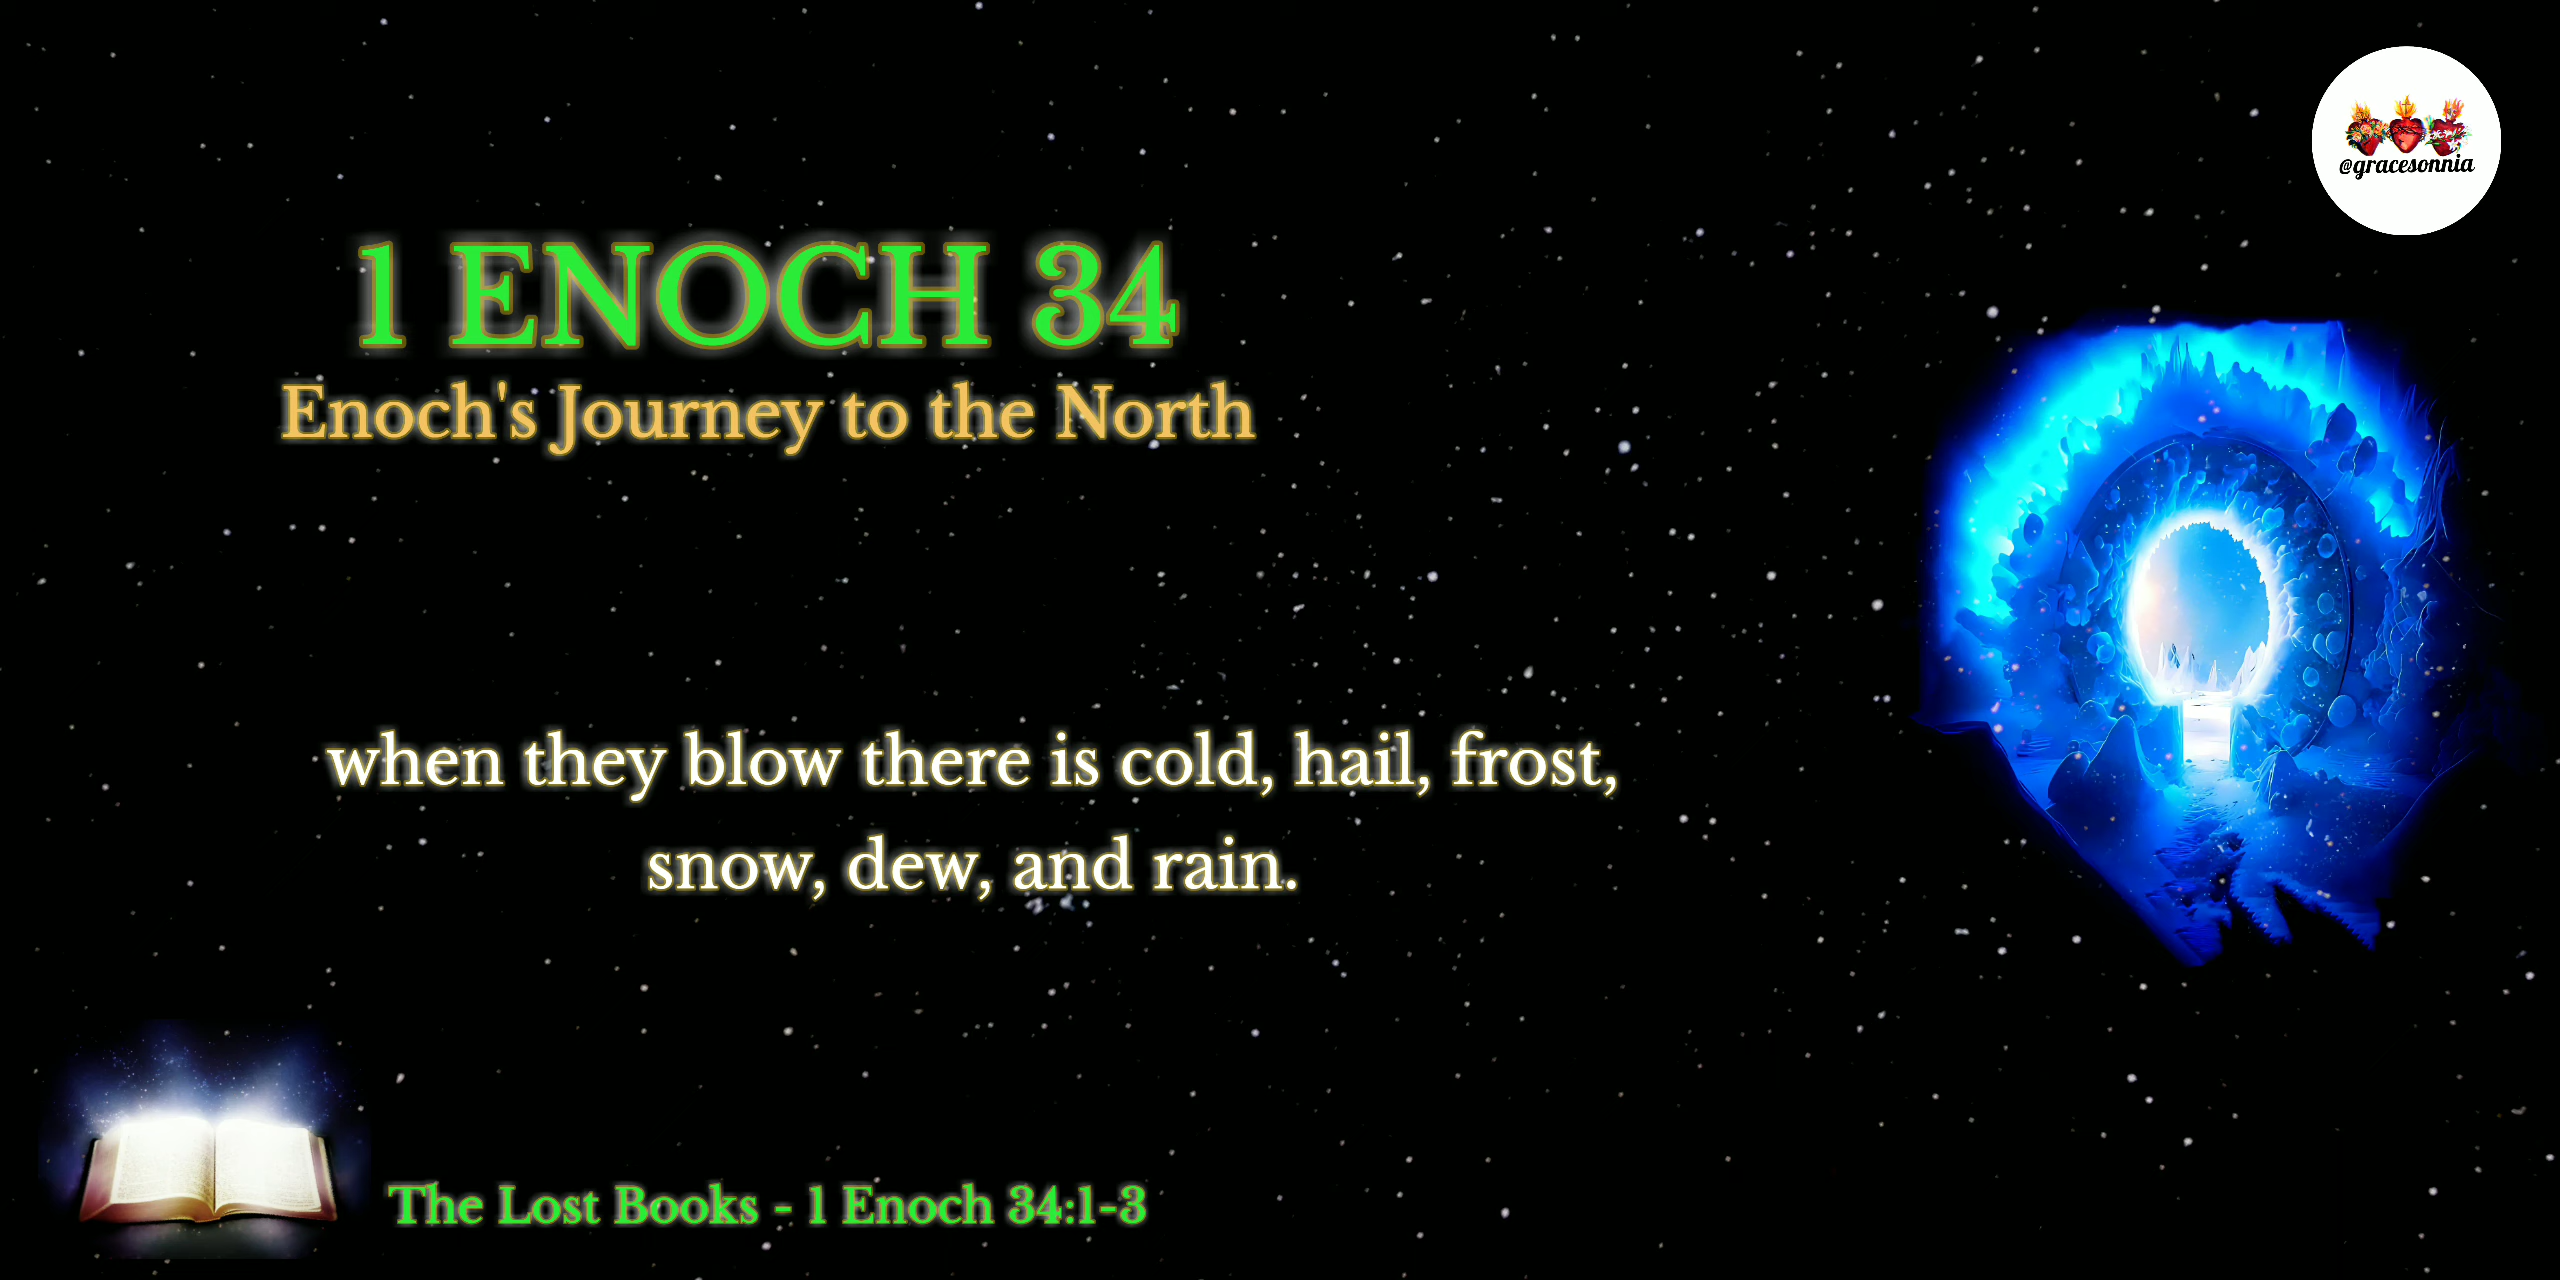 @gracesonnia
1 ENOCH 34
Enoch's Journey to the North
when they blow there is cold, hail, frost,
snow, dew, and rain.
The Lost Books - 1 Enoch 34:1-3